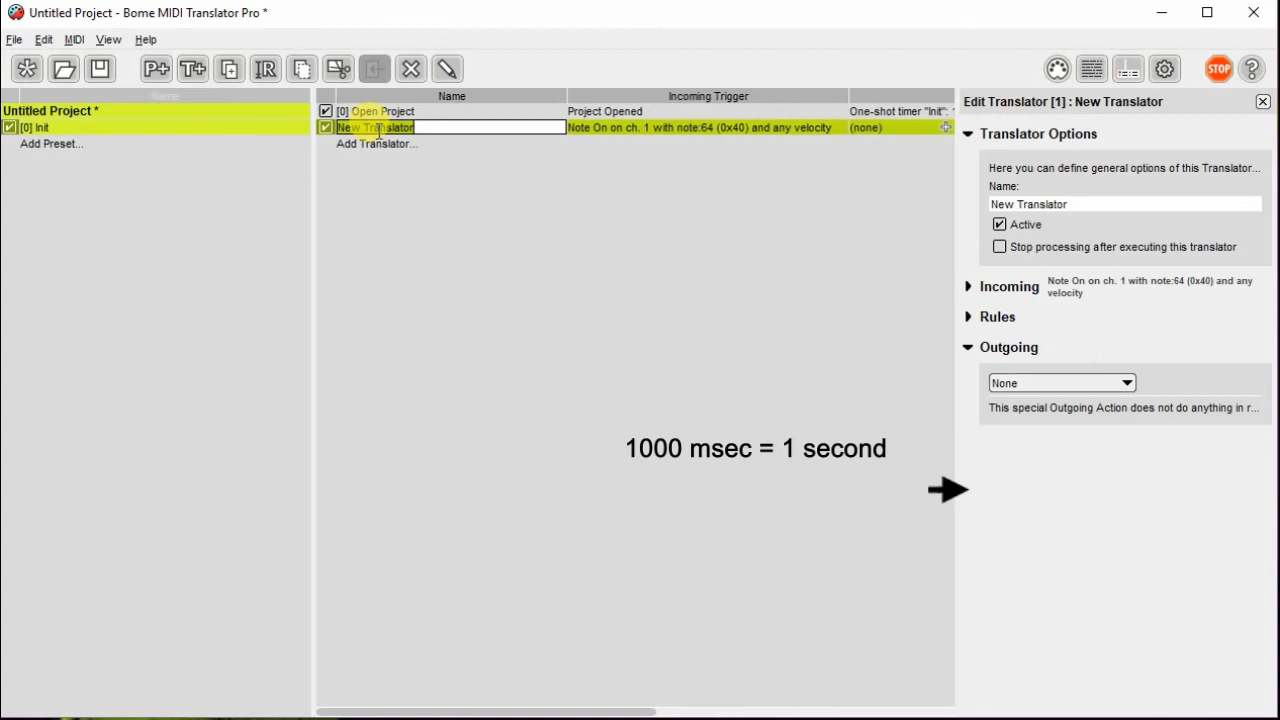 Untitled Project - Bome MIDI Translator Pro *
File Edit MIDI View Help
P+ T+ IR STOP ?
Name
Untitled Project *
[0] Init
Add Preset...
Name Incoming Trigger
[0] Open Project Project Opened One-shot timer "Init":
New Translator Note On on ch. 1 with note:64 (0x40) and any velocity (none)
Add Translator...
Edit Translator [1] : New Translator
Translator Options
Here you can define general options of this Translator...
Name:
New Translator
Active
Stop processing after executing this translator
Incoming Note On on ch. 1 with note:64 (0x40) and any
velocity
Rules
Outgoing
None
This special Outgoing Action does not do anything in r...
1000 msec = 1 second